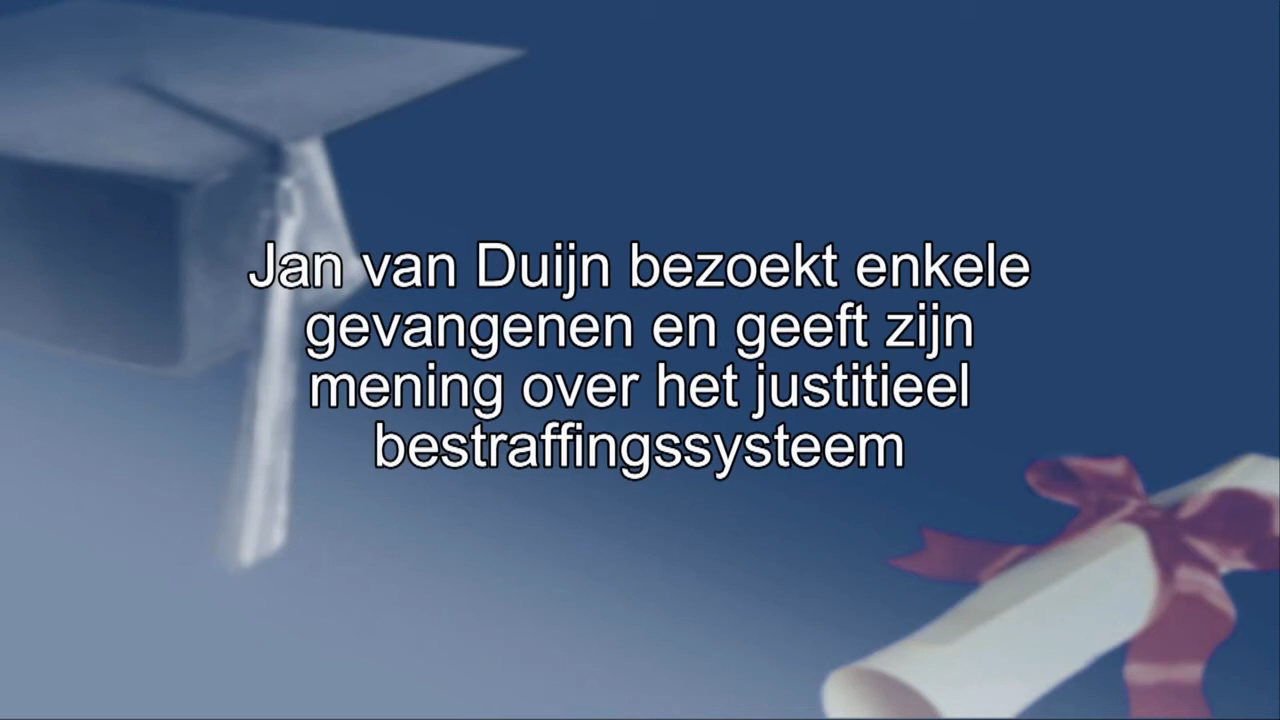 Jan van Duijn bezoekt enkele
gevangenen en geeft zijn
mening over het justitieel
bestraffingssysteem